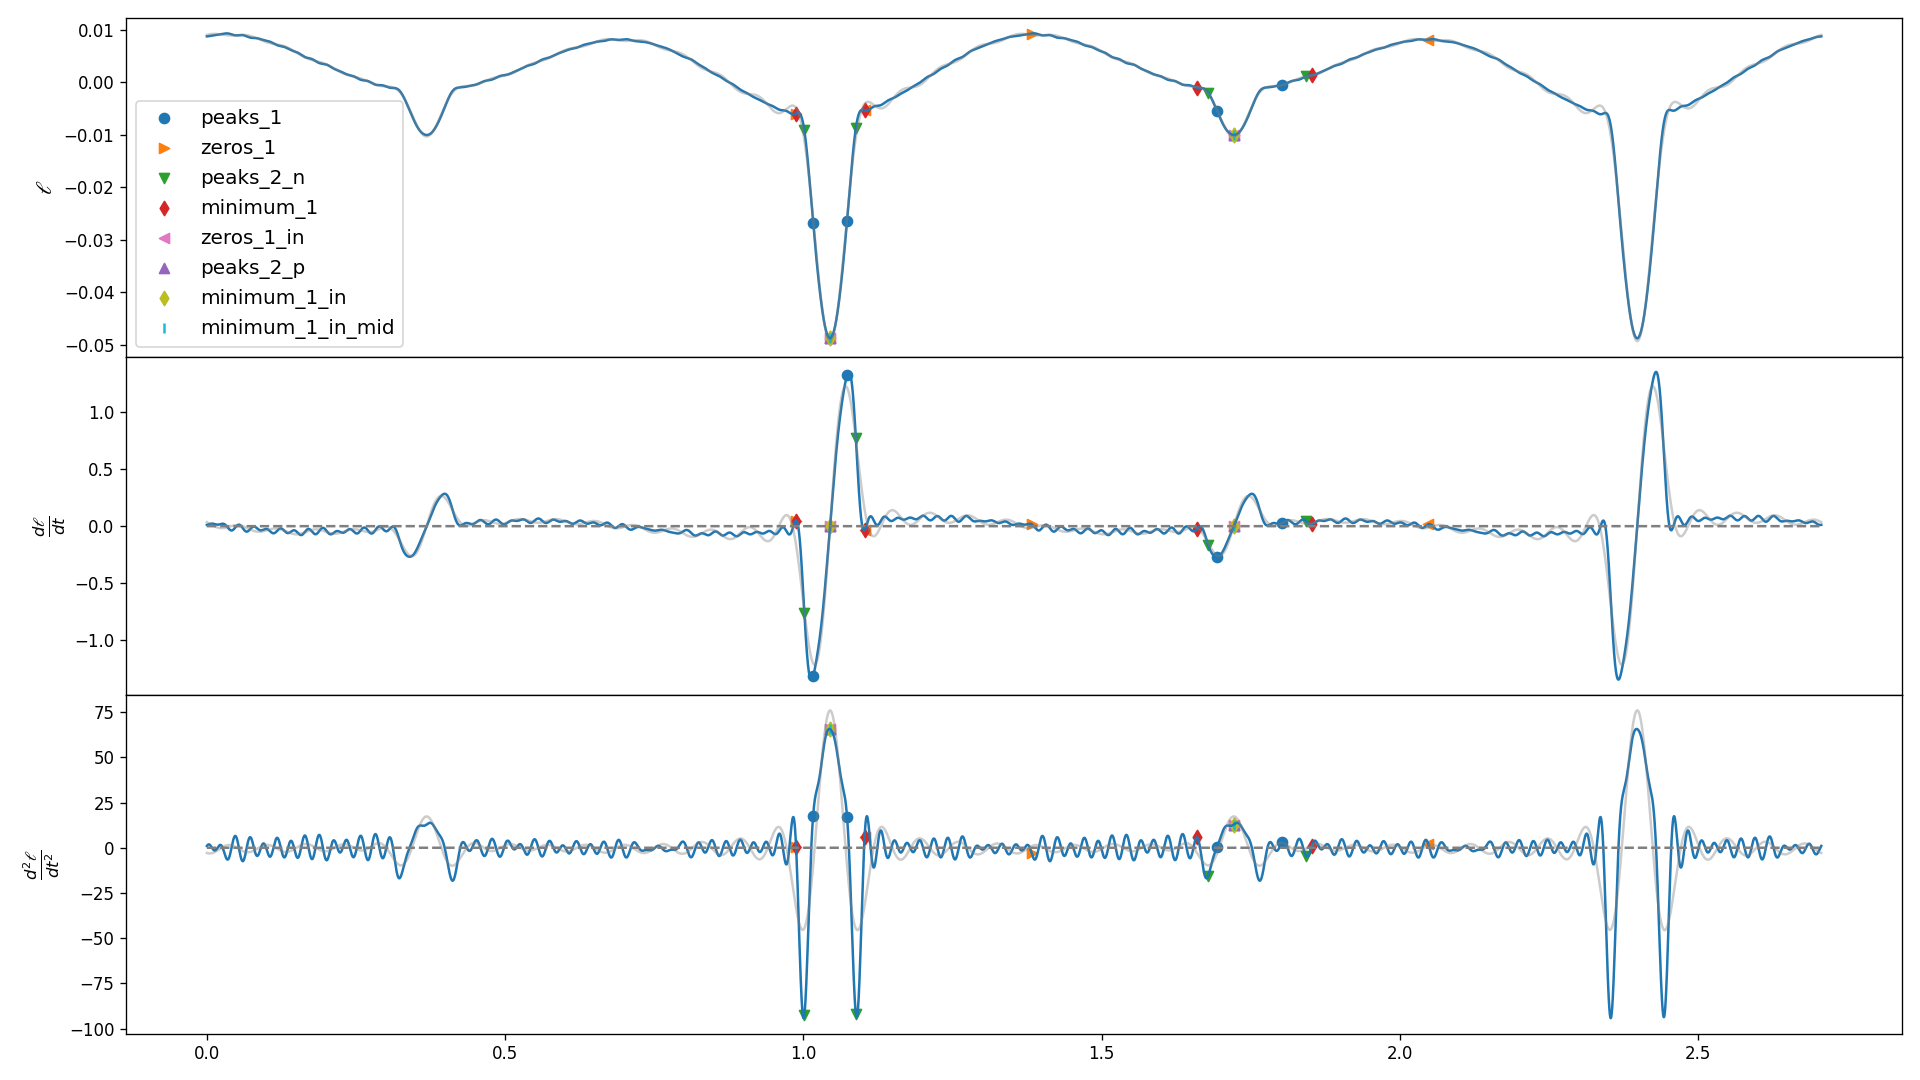 0.01
0.00
−0.01
−0.02
−0.03
−0.04
−0.05
ℓ
peaks_1
zeros_1
peaks_2_n
minimum_1
zeros_1_in
peaks_2_p
minimum_1_in
minimum_1_in_mid
1.0
0.5
0.0
−0.5
−1.0
dℓ
dt
75
50
25
0
−25
−50
−75
−100
d²ℓ
dt²
0.0 0.5 1.0 1.5 2.0 2.5